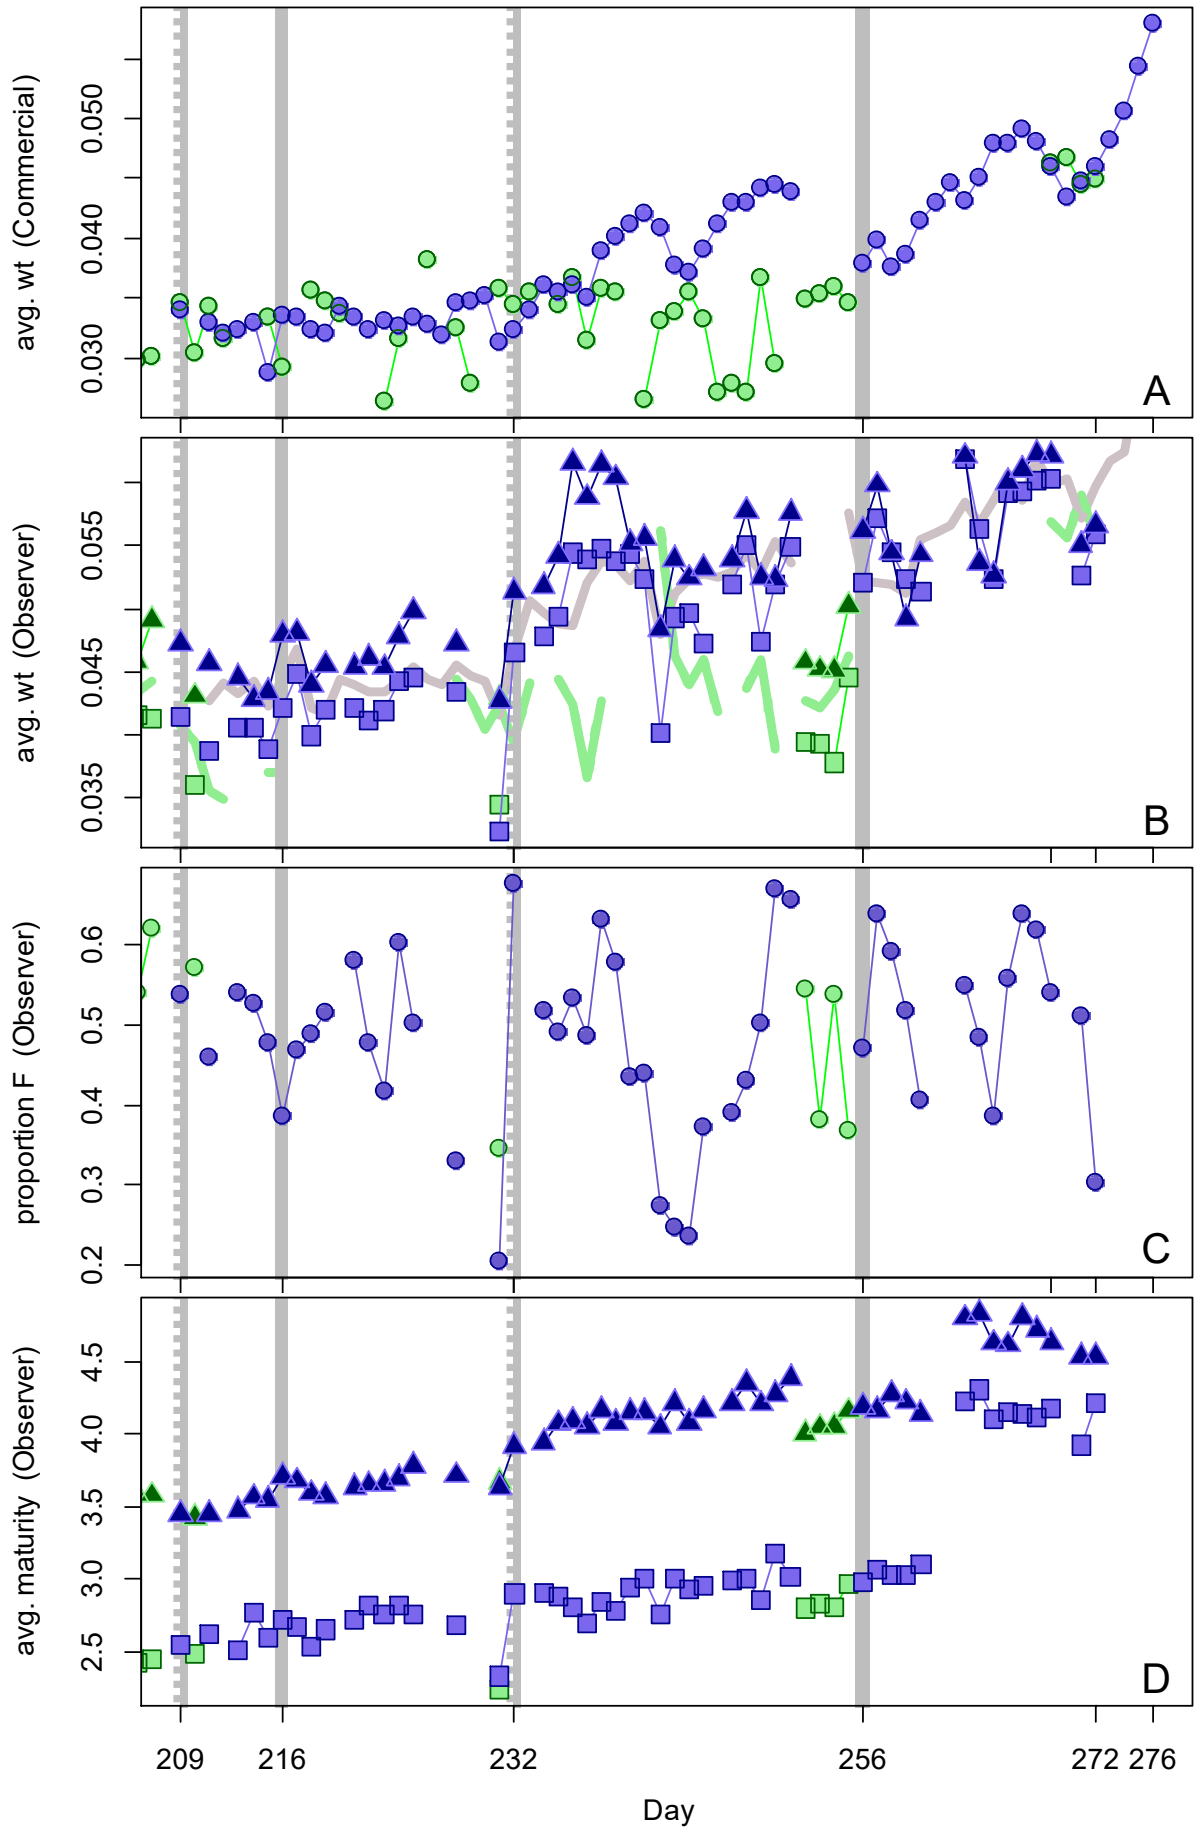 avg. wt (Commercial)
0.050
0.040
0.030
A
avg. wt (Observer)
0.055
0.045
0.035
B
proportion F (Observer)
0.6
0.5
0.4
0.3
0.2
C
avg. maturity (Observer)
4.5
4.0
3.5
3.0
2.5
D
209 216 232 256 272 276
Day